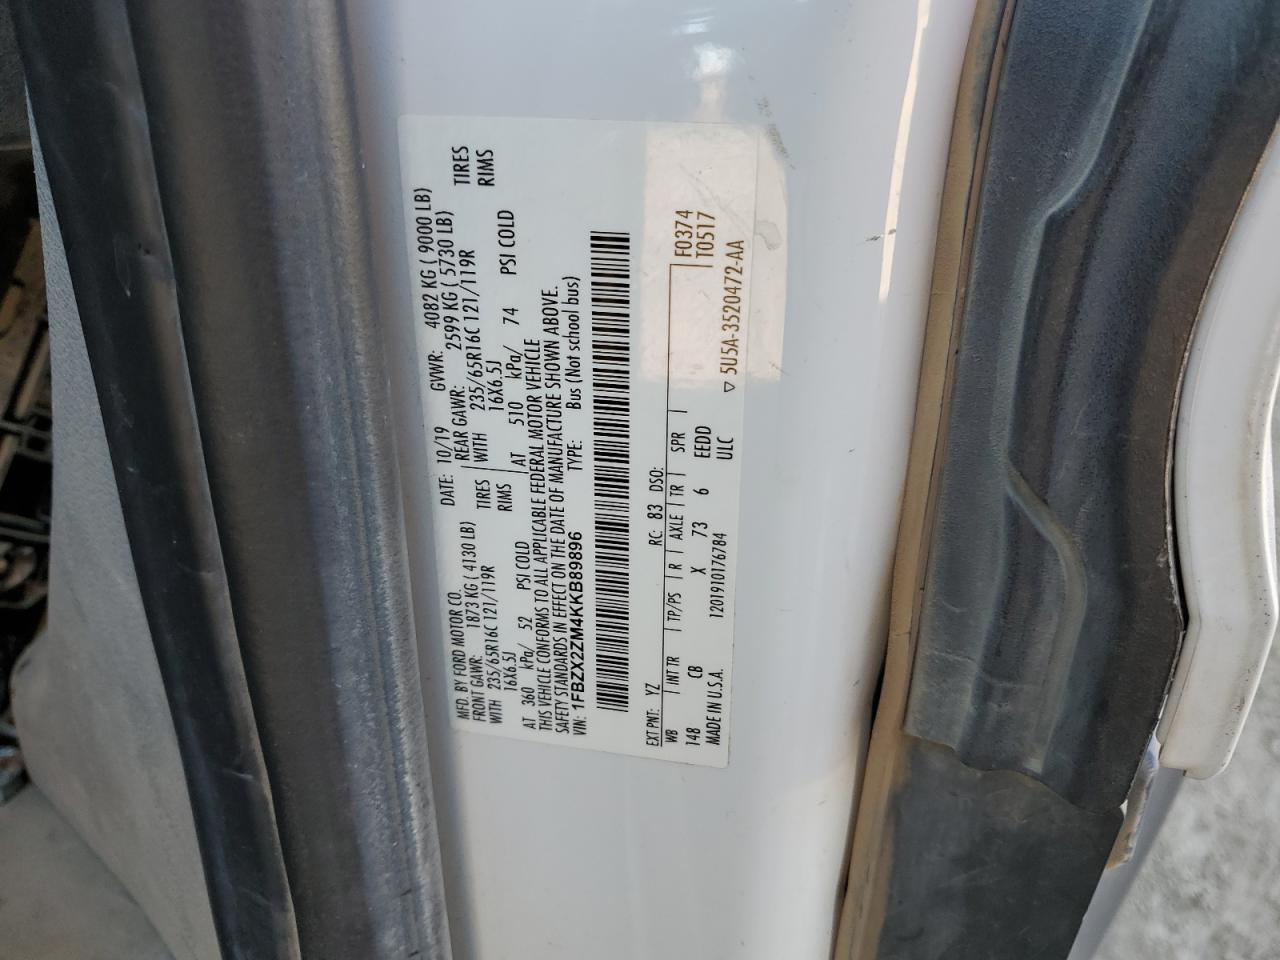 MFD. BY FORD MOTOR CO.
DATE: 10/19 GVWR: 4082 KG ( 9000 LB)
FRONT GAWR: 1873 KG ( 4130 LB) REAR GAWR: 2599 KG ( 5730 LB)
WITH 235/65R16C 121/119R TIRES WITH 235/65R16C 121/119R TIRES
16X6.5J RIMS 16X6.5J RIMS
AT 360 kPa/ 52 PSI COLD AT 510 kPa/ 74 PSI COLD
THIS VEHICLE CONFORMS TO ALL APPLICABLE FEDERAL MOTOR VEHICLE
SAFETY STANDARDS IN EFFECT ON THE DATE OF MANUFACTURE SHOWN ABOVE.
VIN: 1FBZX2ZM4KKB89896 TYPE: Bus (Not school bus)
EXT PNT: YZ RC: 83 DSO:
WB INT TR TP/PS R AXLE TR SPR F0374
148 CB X 73 6 EEDD T0517
MADE IN U.S.A. 1201910176784 ULC
▽ 5U5A-3520472-AA